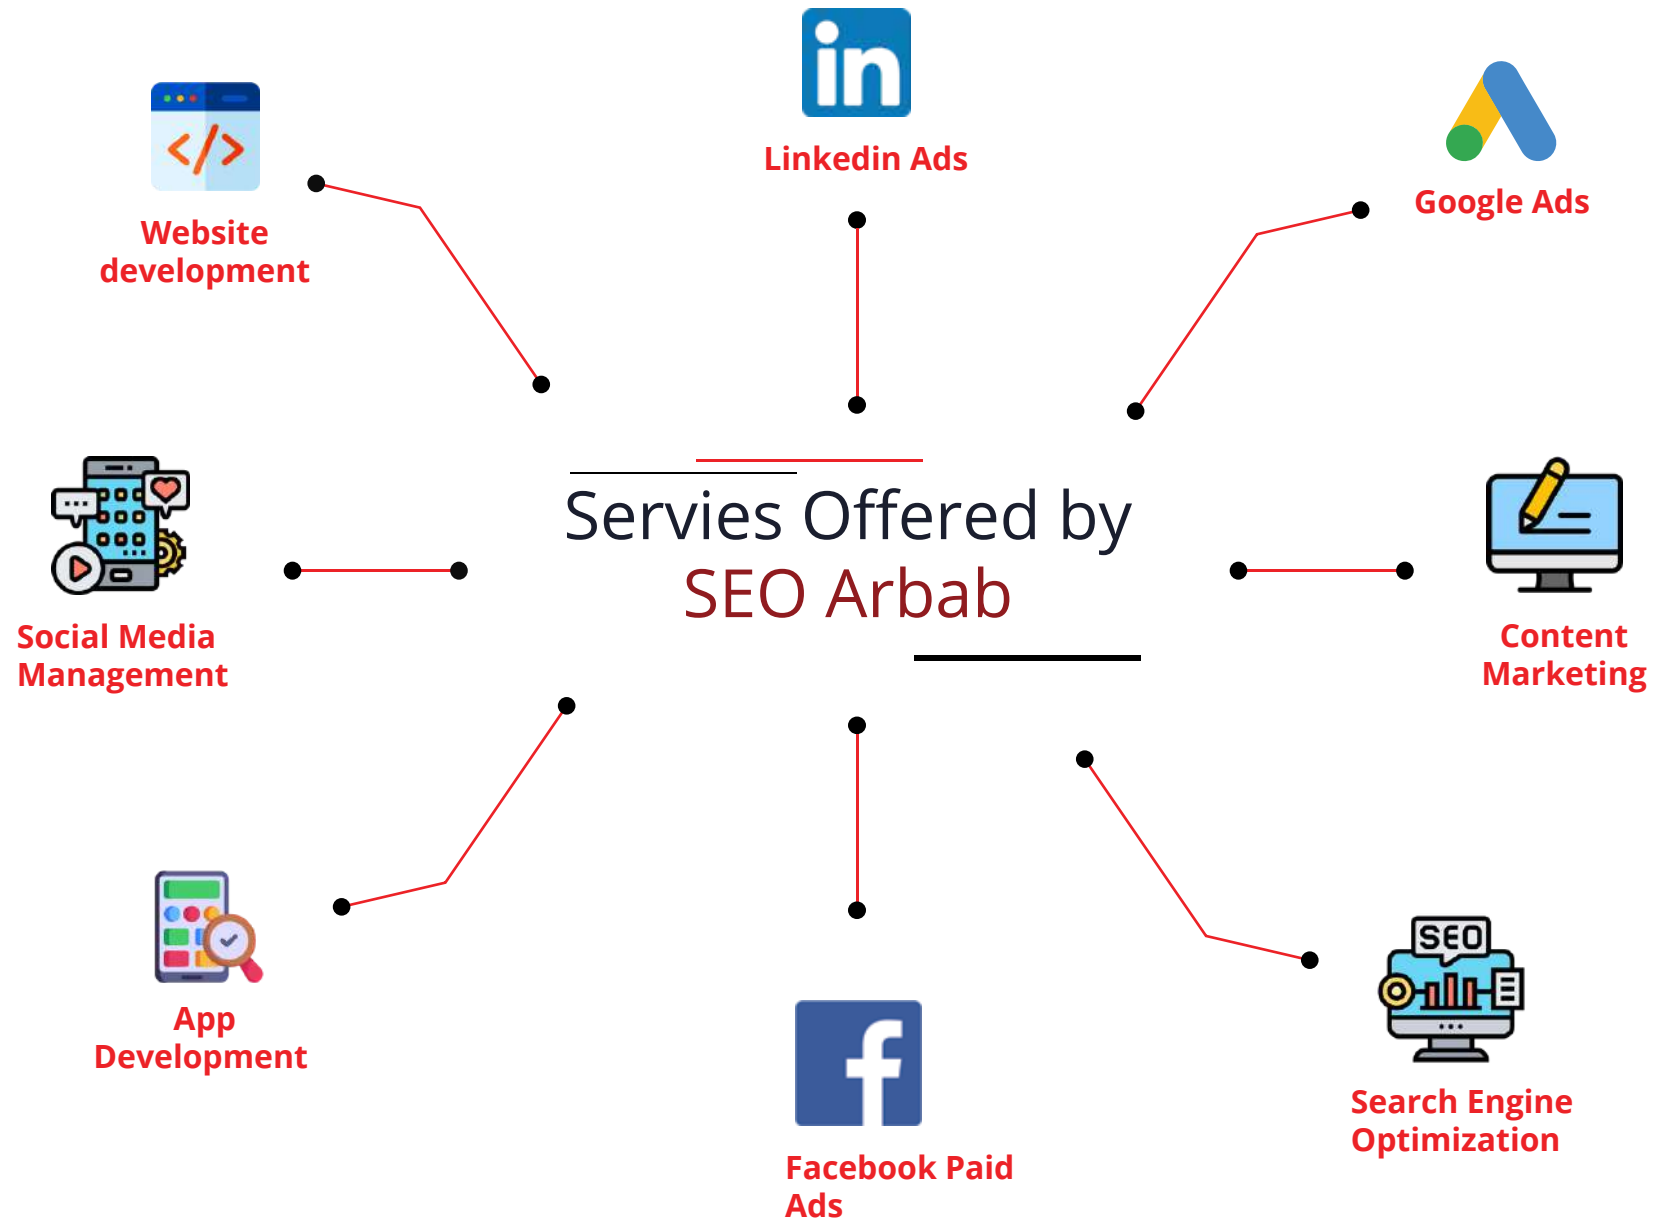 in
Linkedin Ads
Google Ads
Website
development
Servies Offered by
SEO Arbab
Social Media
Management
Content
Marketing
App
Development
SEO
Search Engine
Optimization
f
Facebook Paid
Ads